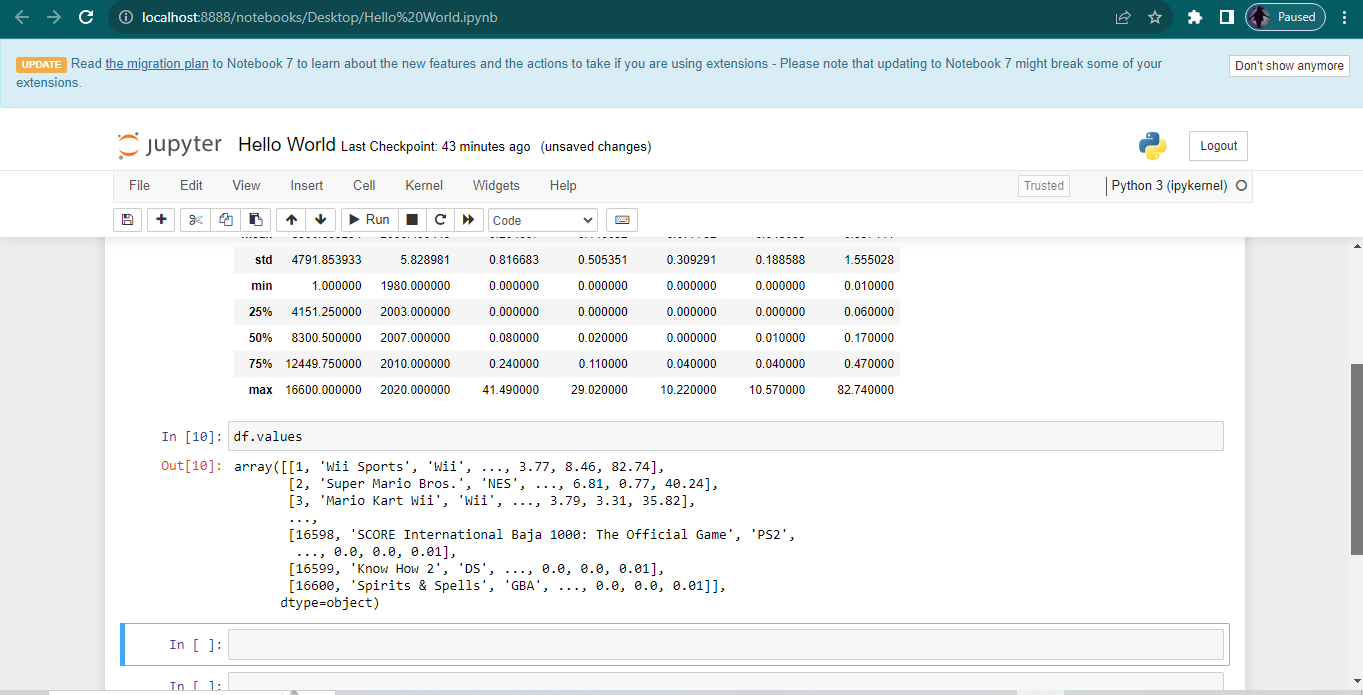 localhost:8888/notebooks/Desktop/Hello%20World.ipynb
Paused
UPDATE Read the migration plan to Notebook 7 to learn about the new features and the actions to take if you are using extensions - Please note that updating to Notebook 7 might break some of your
extensions.
Don't show anymore
jupyter Hello World Last Checkpoint: 43 minutes ago (unsaved changes)
Logout
File Edit View Insert Cell Kernel Widgets Help
Trusted
Python 3 (ipykernel)
Run
Code
std 4791.853933 5.828981 0.816683 0.505351 0.309291 0.188588 1.555028
min 1.000000 1980.000000 0.000000 0.000000 0.000000 0.000000 0.010000
25% 4151.250000 2003.000000 0.000000 0.000000 0.000000 0.000000 0.060000
50% 8300.500000 2007.000000 0.080000 0.020000 0.000000 0.010000 0.170000
75% 12449.750000 2010.000000 0.240000 0.110000 0.040000 0.040000 0.470000
max 16600.000000 2020.000000 41.490000 29.020000 10.220000 10.570000 82.740000
In [10]: df.values
Out[10]: array([[1, 'Wii Sports', 'Wii', ..., 3.77, 8.46, 82.74],
[2, 'Super Mario Bros.', 'NES', ..., 6.81, 0.77, 40.24],
[3, 'Mario Kart Wii', 'Wii', ..., 3.79, 3.31, 35.82],
...,
[16598, 'SCORE International Baja 1000: The Official Game', 'PS2',
..., 0.0, 0.0, 0.01],
[16599, 'Know How 2', 'DS', ..., 0.0, 0.0, 0.01],
[16600, 'Spirits & Spells', 'GBA', ..., 0.0, 0.0, 0.01]],
dtype=object)
In [ ]:
In [ ]: